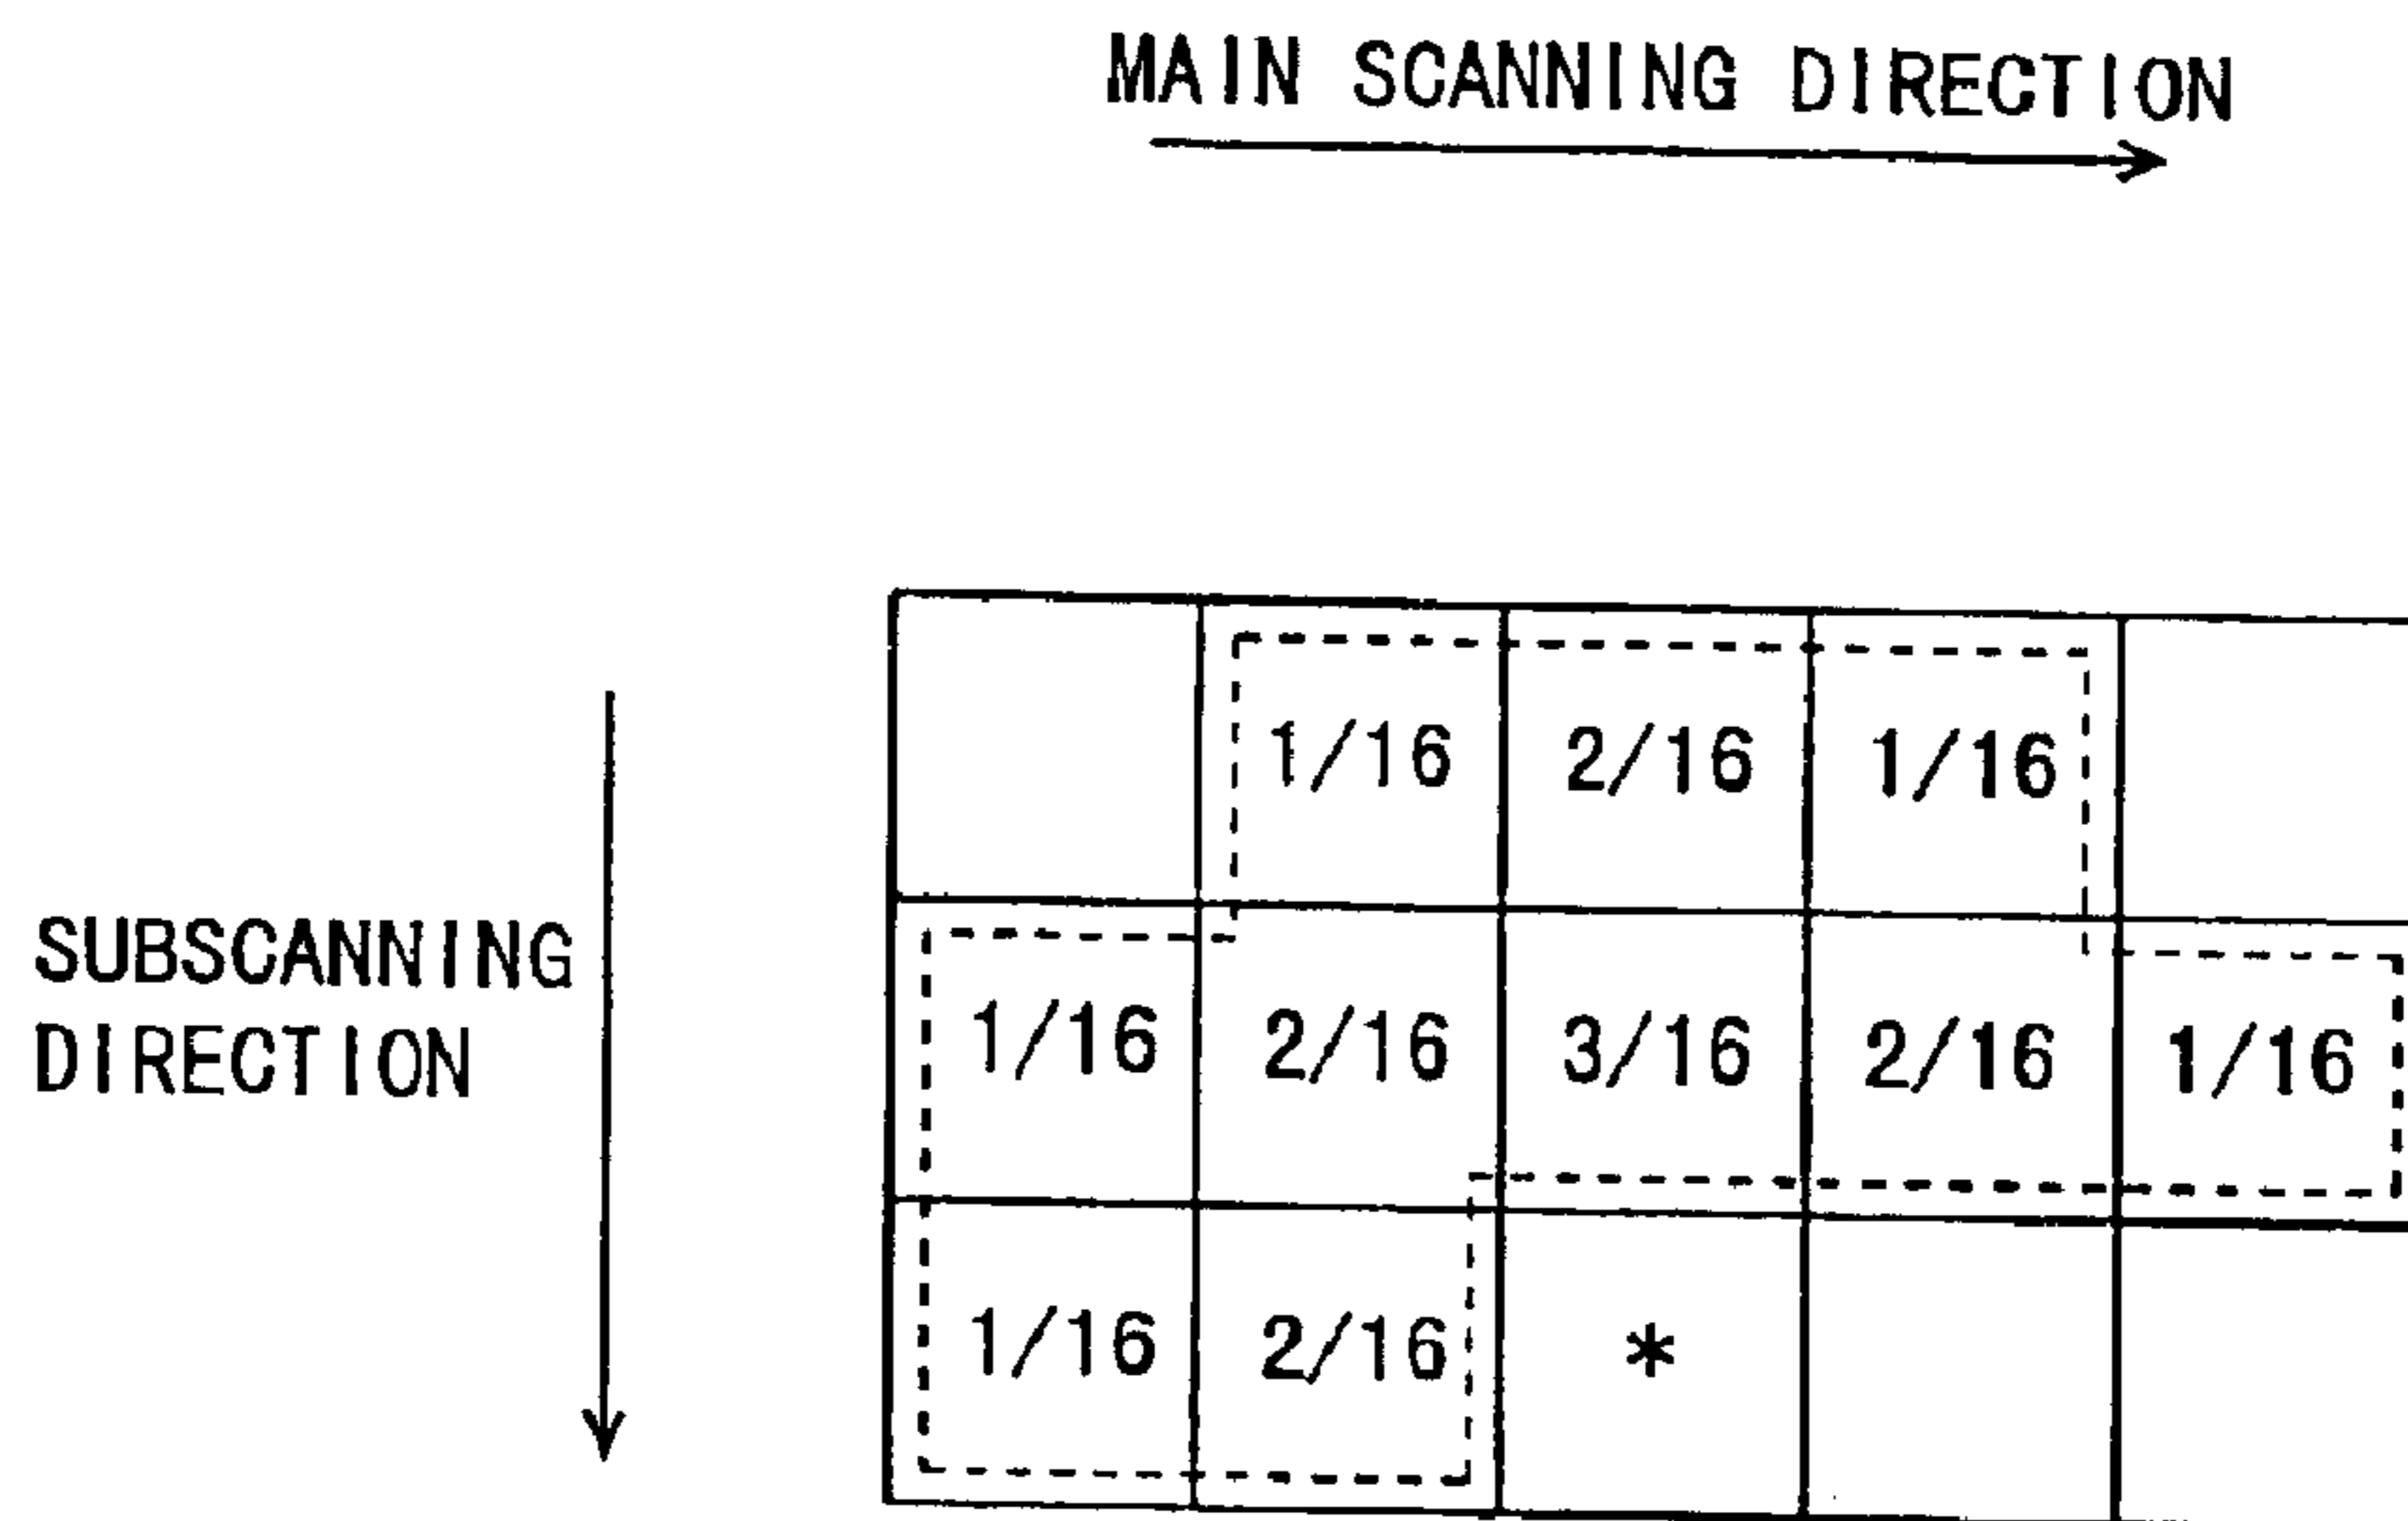 MAIN SCANNING DIRECTION
1/16 2/16 1/16
SUBSCANNING
DIRECTION
1/16 2/16 3/16 2/16 1/16
1/16 2/16 *